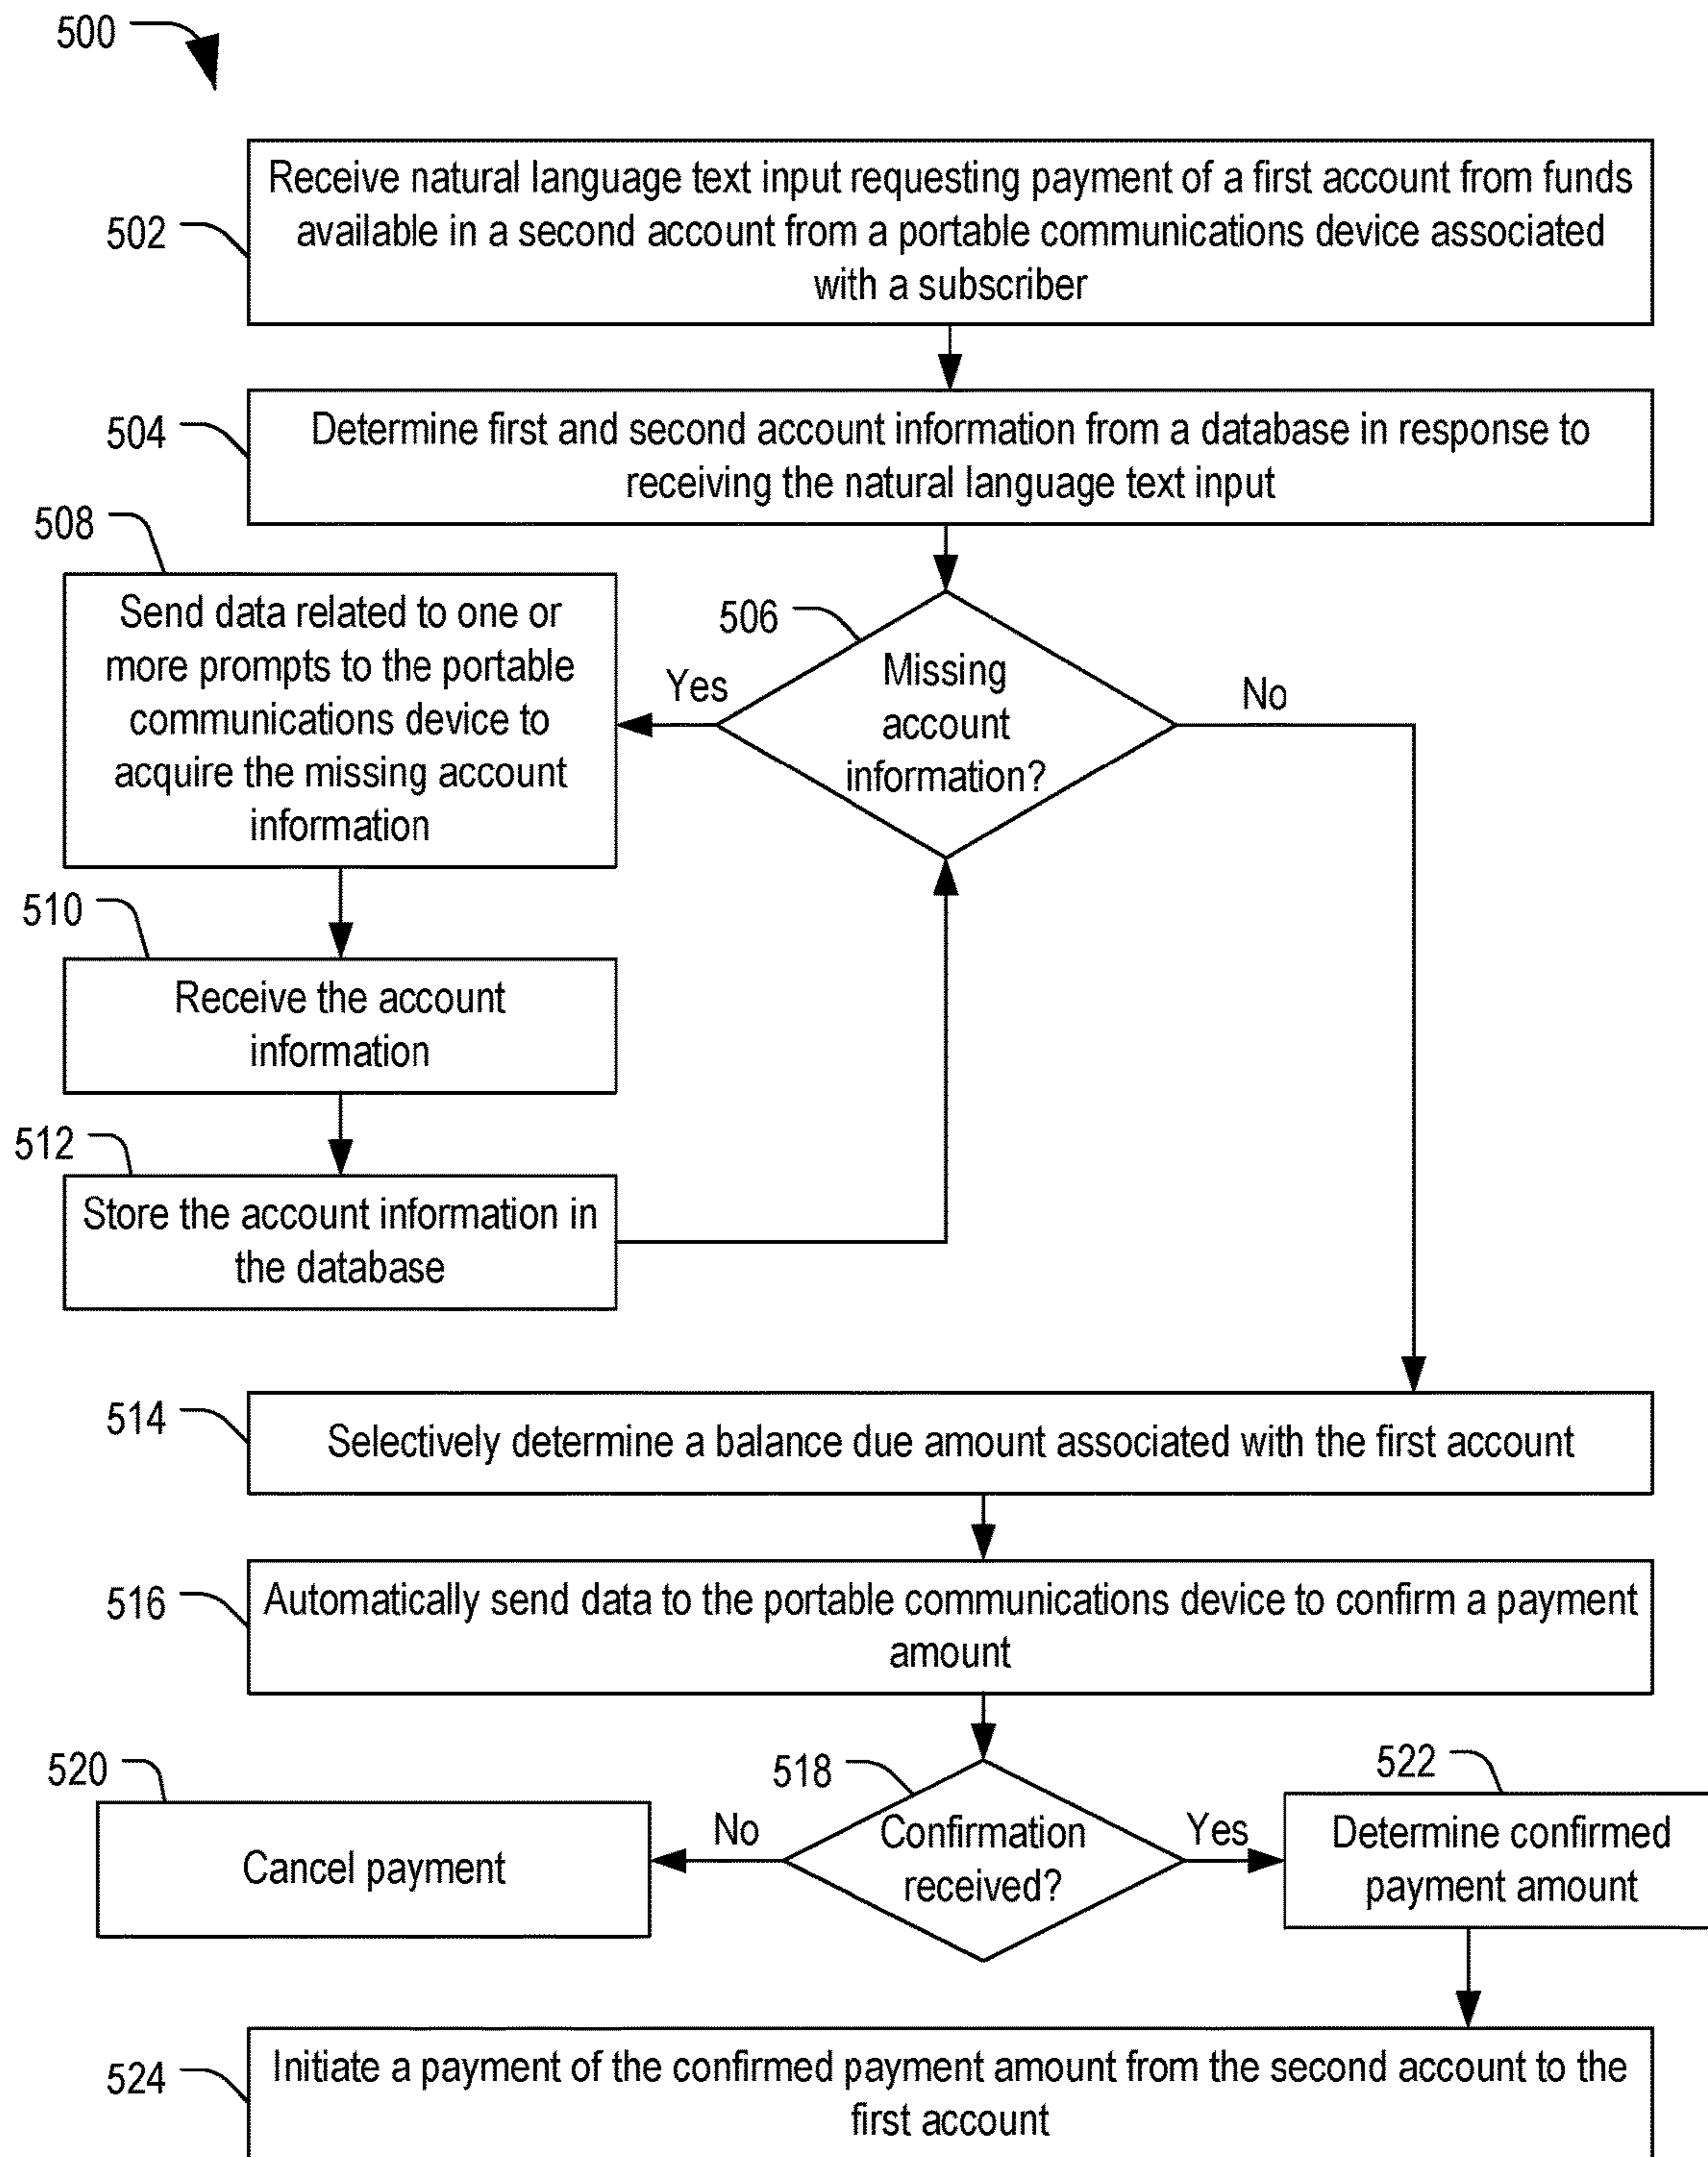 500
502
Receive natural language text input requesting payment of a first account from funds
available in a second account from a portable communications device associated
with a subscriber
504
Determine first and second account information from a database in response to
receiving the natural language text input
508
Send data related to one or
more prompts to the portable
communications device to
acquire the missing account
information
506
Missing
account
information?
Yes
No
510
Receive the account
information
512
Store the account information in
the database
514
Selectively determine a balance due amount associated with the first account
516
Automatically send data to the portable communications device to confirm a payment
amount
518
Confirmation
received?
No
Yes
520
Cancel payment
522
Determine confirmed
payment amount
524
Initiate a payment of the confirmed payment amount from the second account to the
first account